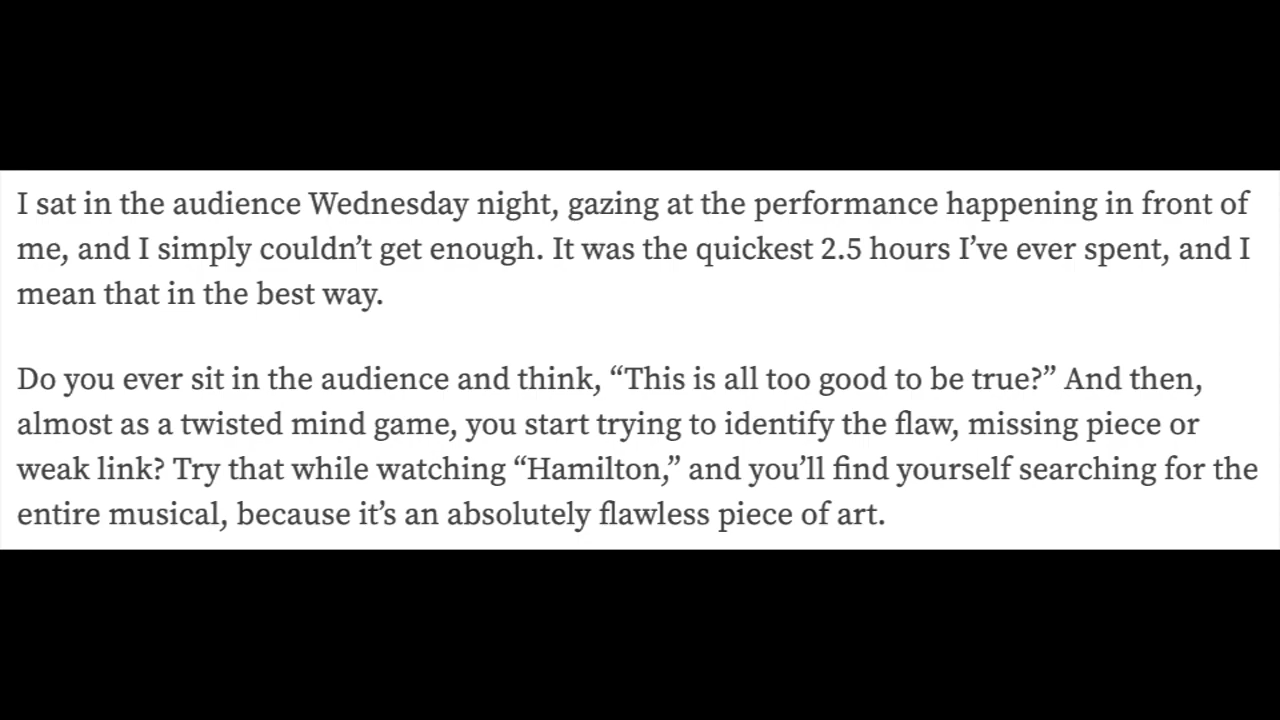 I sat in the audience Wednesday night, gazing at the performance happening in front of
me, and I simply couldn’t get enough. It was the quickest 2.5 hours I’ve ever spent, and I
mean that in the best way.
Do you ever sit in the audience and think, “This is all too good to be true?” And then,
almost as a twisted mind game, you start trying to identify the flaw, missing piece or
weak link? Try that while watching “Hamilton,” and you’ll find yourself searching for the
entire musical, because it’s an absolutely flawless piece of art.